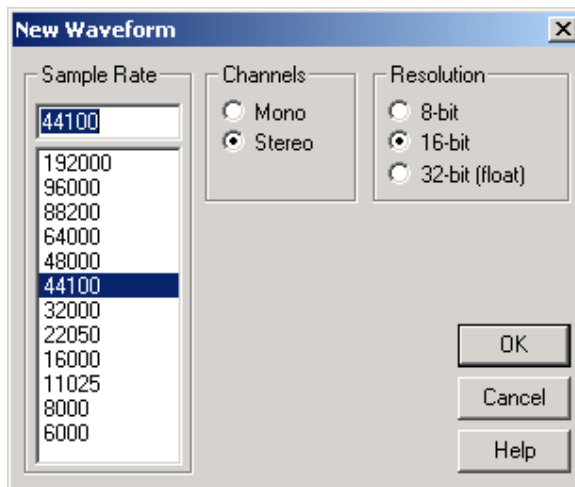 New Waveform
Sample Rate
44100
192000
96000
88200
64000
48000
44100
32000
22050
16000
11025
8000
6000
Channels
Mono
Stereo
Resolution
8-bit
16-bit
32-bit (float)
OK
Cancel
Help